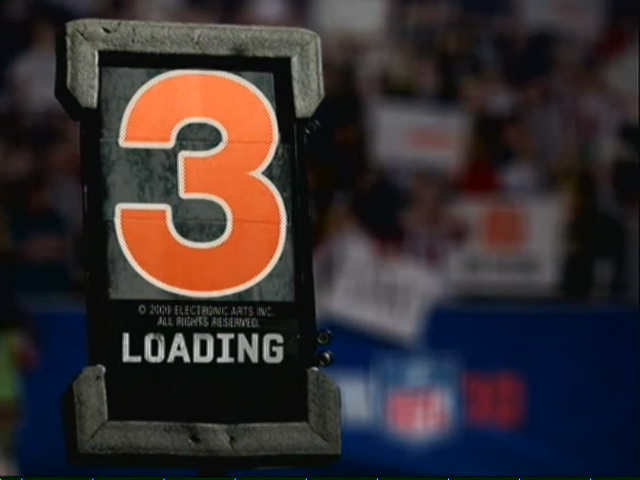 3
© 2009 ELECTRONIC ARTS INC.
ALL RIGHTS RESERVED.
LOADING
NFL